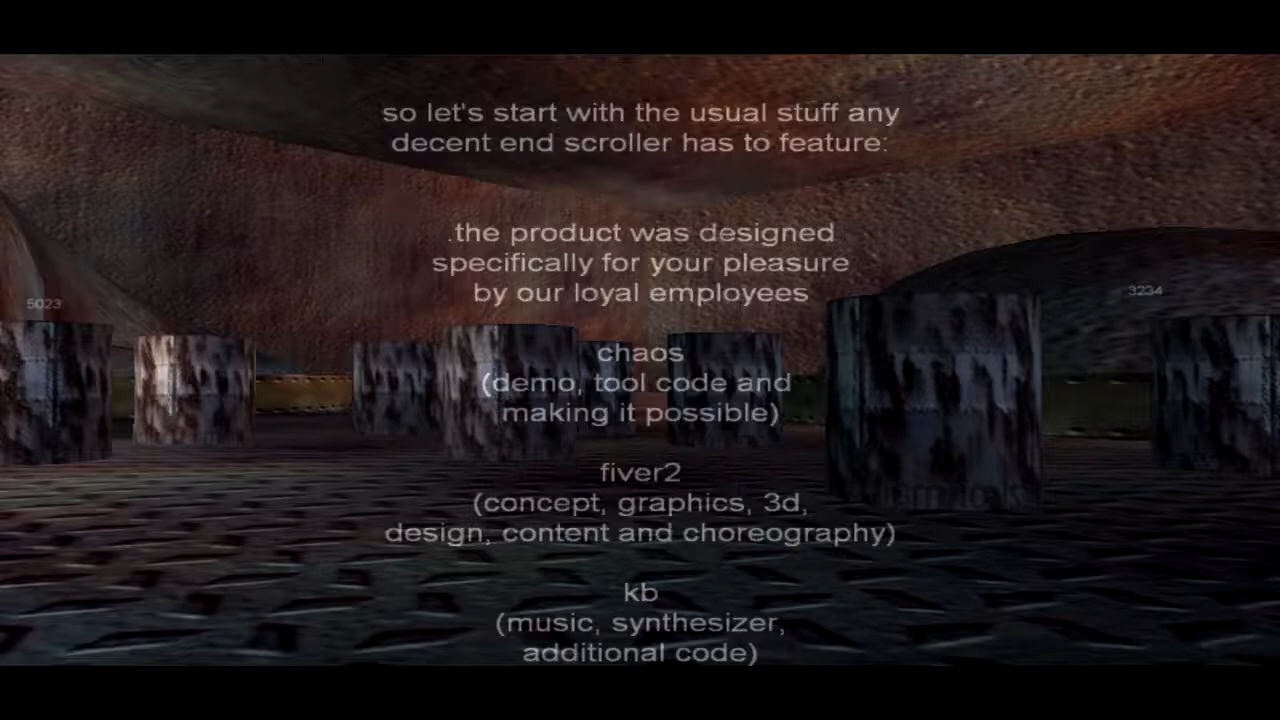 so let's start with the usual stuff any
decent end scroller has to feature:
.the product was designed
specifically for your pleasure
by our loyal employees
5023
3234
chaos
(demo, tool code and
making it possible)
fiver2
(concept, graphics, 3d,
design, content and choreography)
kb
(music, synthesizer,
additional code)